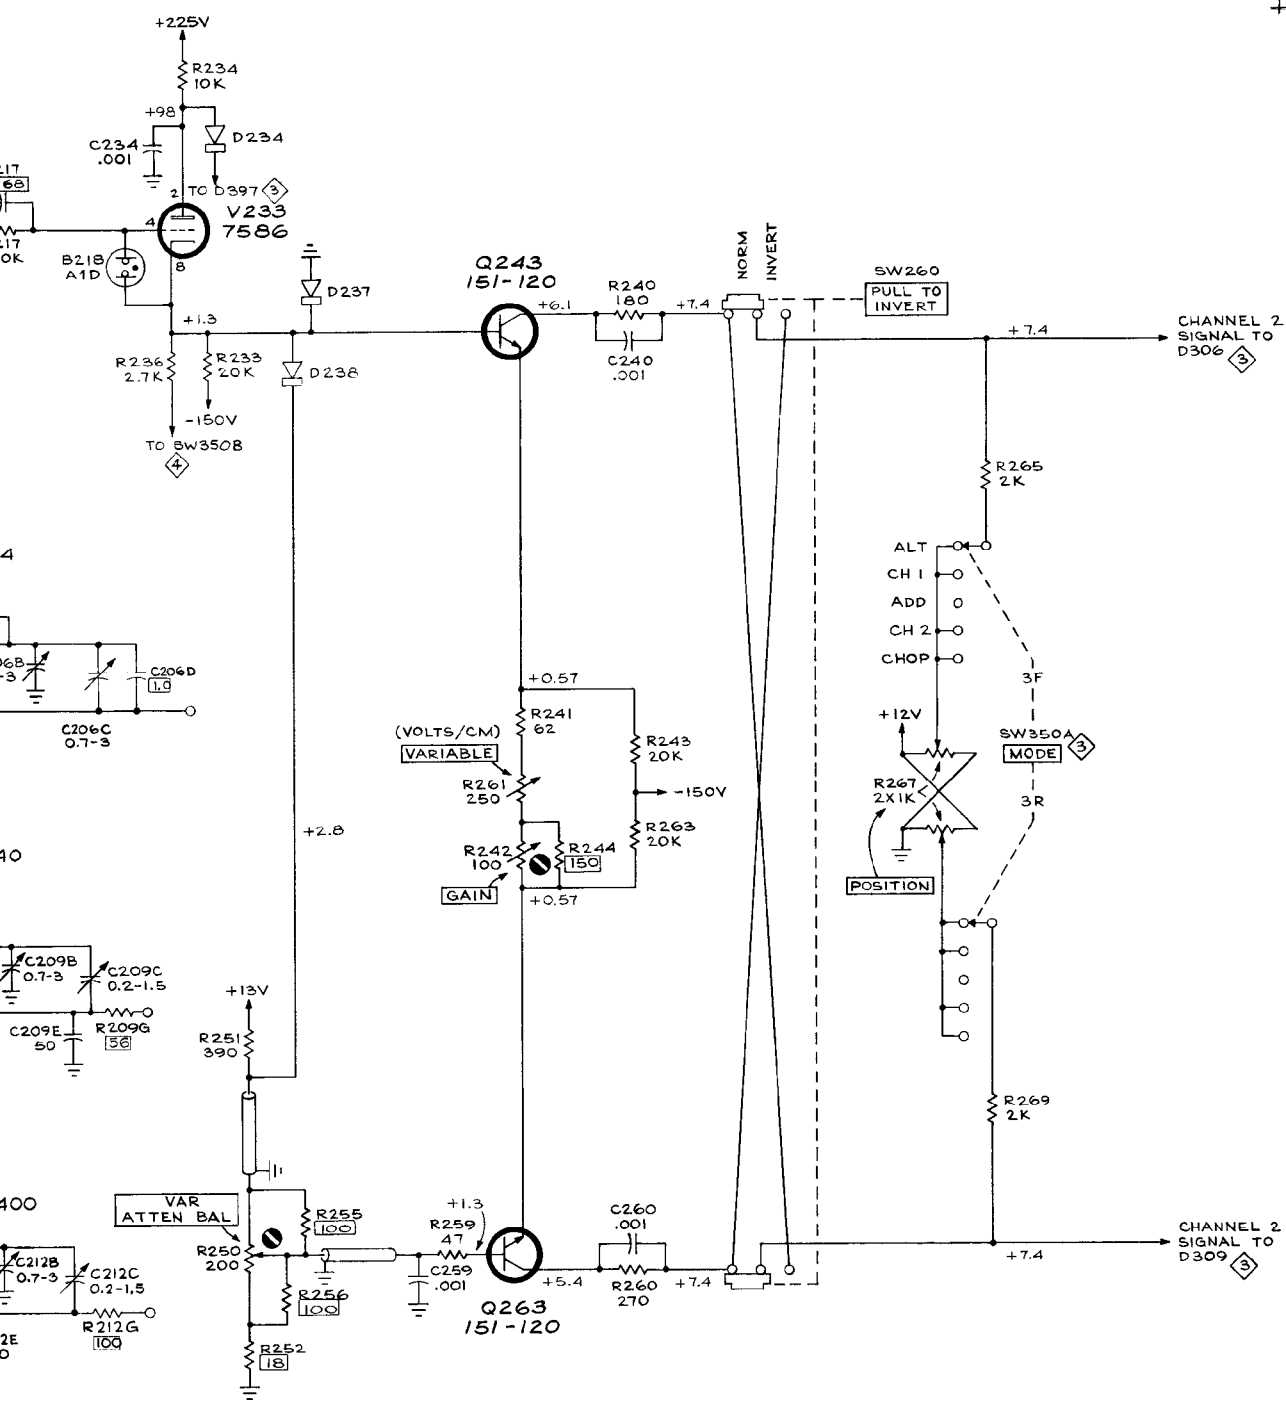 +225V
R234
10K
+98
C234
.001
D234
TO D397 3
2
V233
7586
4
8
B218
A1D
68
+1.3
D237
R236
2.7K
R233
20K
D238
-150V
TO SW350B
4
Q243
151-120
+6.1
R240
180
+7.4
C240
.001
NORM
INVERT
SW260
PULL TO
INVERT
+7.4
CHANNEL 2
SIGNAL TO
D306 3
R265
2K
ALT
CH 1
ADD
CH 2
CHOP
3F
+12V
SW350A 3
MODE
R267
2X1K
3R
POSITION
C206D
1.0
C206C
0.7-3
+0.57
R241
62
(VOLTS/CM)
VARIABLE
R261
250
R243
20K
-150V
R263
20K
R242
100
R244
150
GAIN
+0.57
+2.8
C209B
0.7-3
C209C
0.2-1.5
C209E
50
R209G
56
+13V
R251
390
R269
2K
VAR
ATTEN BAL
R255
100
R250
200
R256
100
R252
18
C259
.001
R259
47
+1.3
Q263
151-120
+5.4
C260
.001
R260
270
+7.4
+7.4
CHANNEL 2
SIGNAL TO
D309 3
C212B
0.7-3
C212C
0.2-1.5
R212G
100